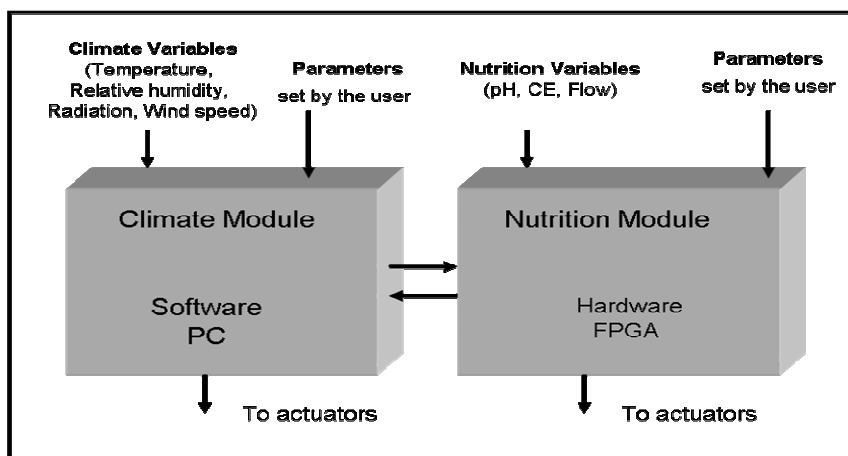 Climate Variables
(Temperature,
Relative humidity,
Radiation, Wind speed)
Parameters
set by the user
Nutrition Variables
(pH, CE, Flow)
Parameters
set by the user
Climate Module
Software
PC
Nutrition Module
Hardware
FPGA
To actuators
To actuators